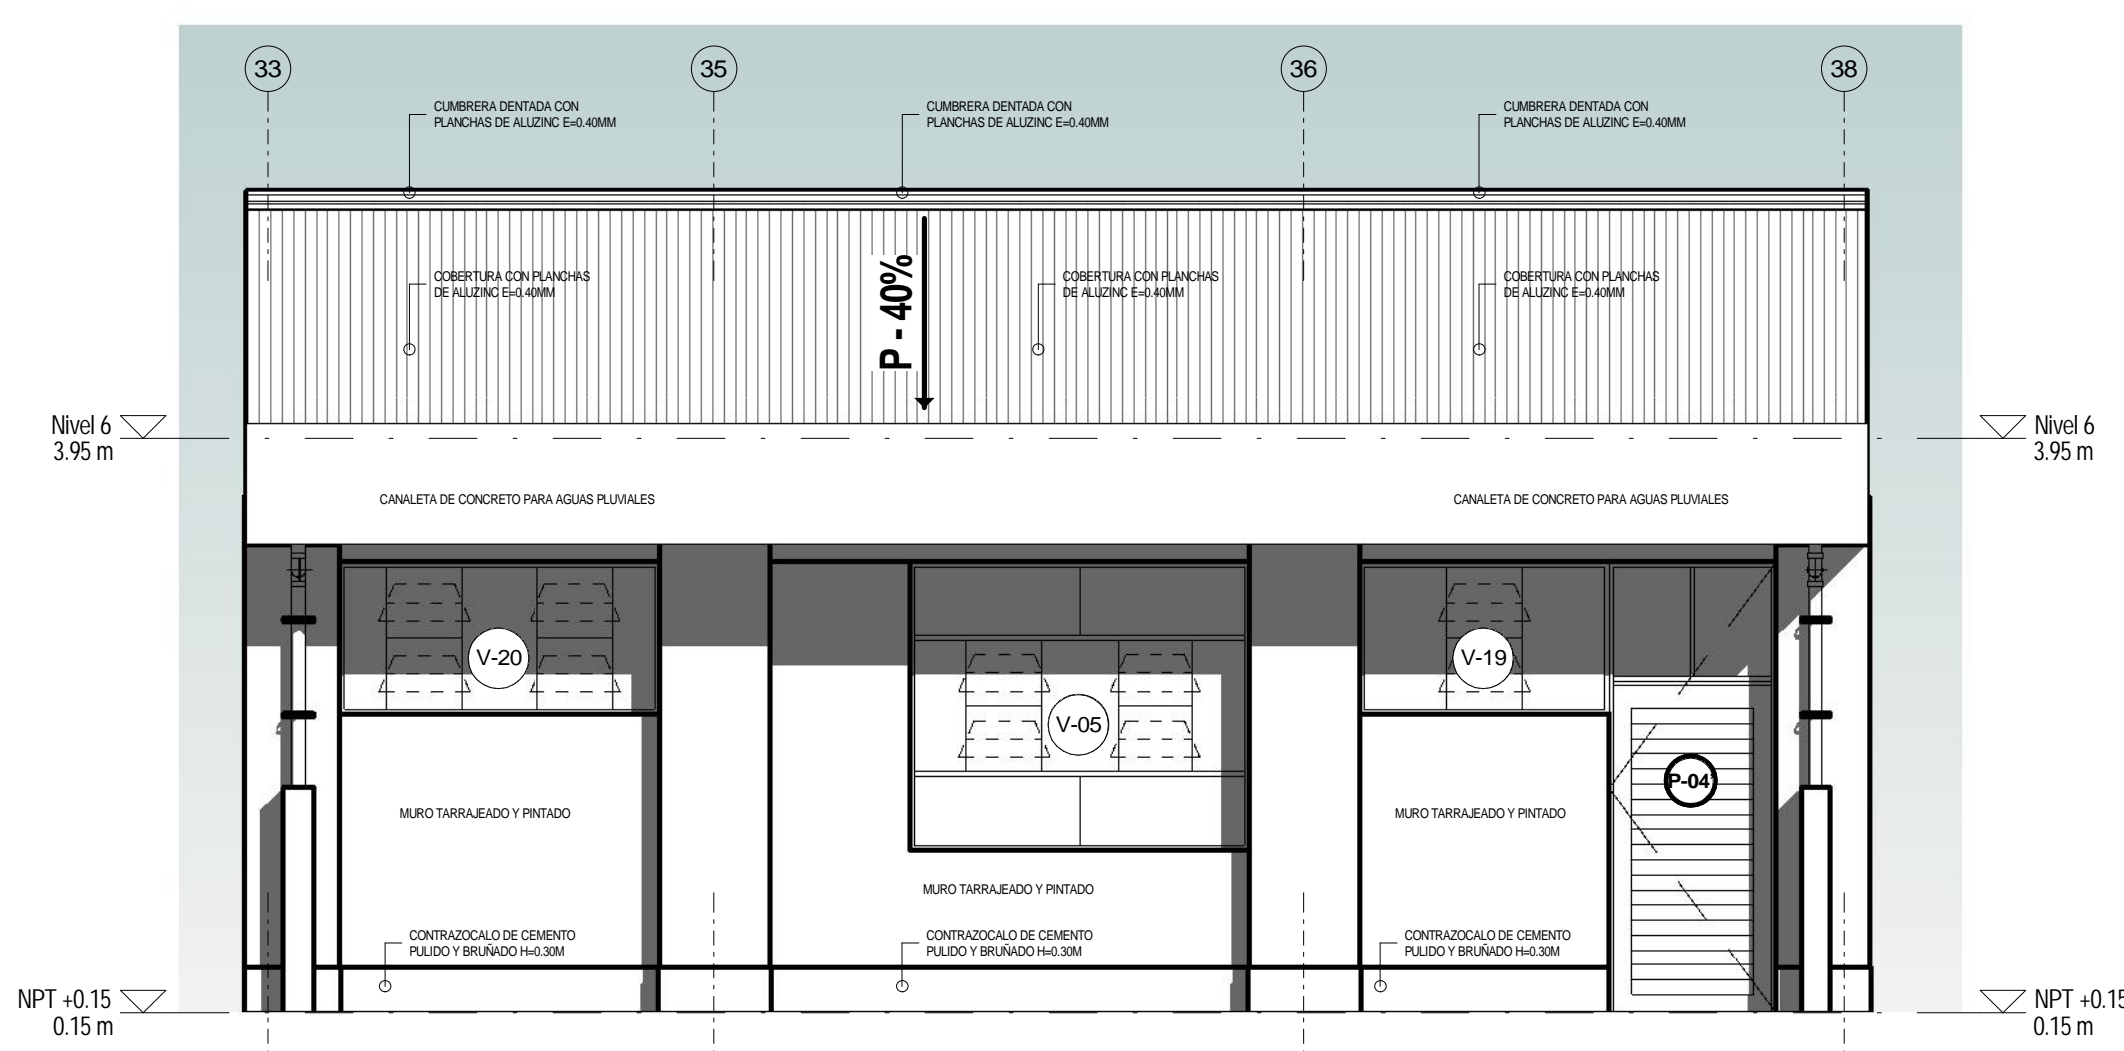 33
35
36
38
CUMBRERA DENTADA CON
PLANCHAS DE ALUZINC E=0.40MM
CUMBRERA DENTADA CON
PLANCHAS DE ALUZINC E=0.40MM
CUMBRERA DENTADA CON
PLANCHAS DE ALUZINC E=0.40MM
COBERTURA CON PLANCHAS
DE ALUZINC E=0.40MM
P - 40%
COBERTURA CON PLANCHAS
DE ALUZINC E=0.40MM
COBERTURA CON PLANCHAS
DE ALUZINC E=0.40MM
Nivel 6
3.95 m
Nivel 6
3.95 m
CANALETA DE CONCRETO PARA AGUAS PLUVIALES
CANALETA DE CONCRETO PARA AGUAS PLUVIALES
V-20
V-05
V-19
P-04
MURO TARRAJEADO Y PINTADO
MURO TARRAJEADO Y PINTADO
MURO TARRAJEADO Y PINTADO
CONTRAZOCALO DE CEMENTO
PULIDO Y BRUÑADO H=0.30M
CONTRAZOCALO DE CEMENTO
PULIDO Y BRUÑADO H=0.30M
CONTRAZOCALO DE CEMENTO
PULIDO Y BRUÑADO H=0.30M
NPT +0.15
0.15 m
NPT +0.15
0.15 m